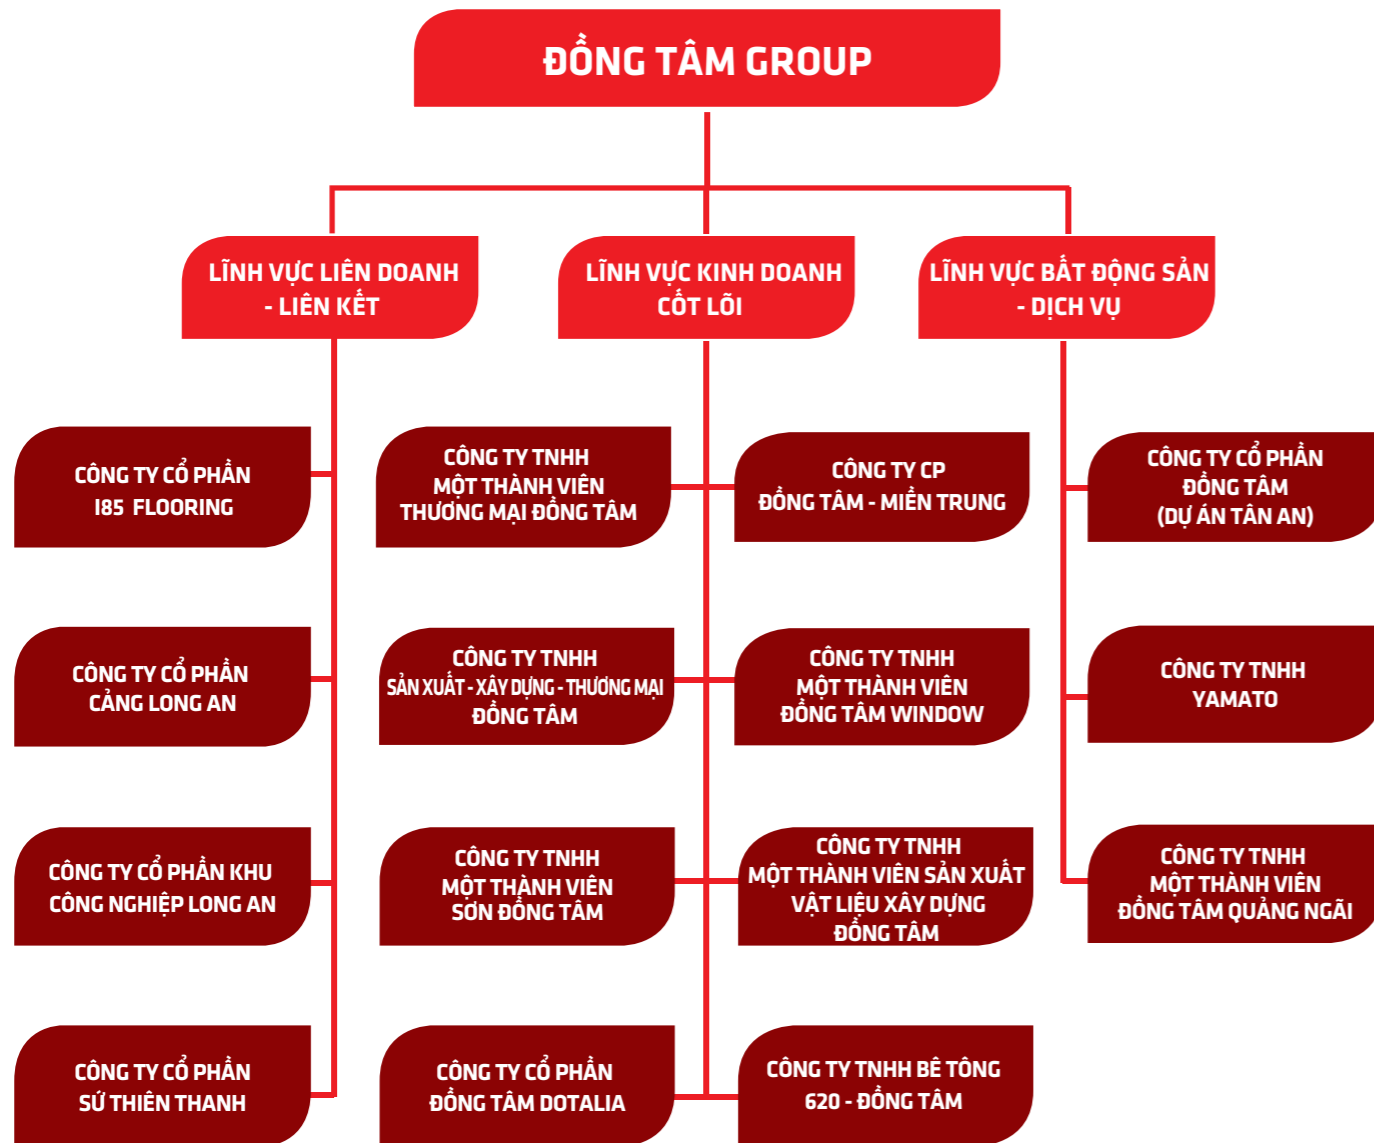 ĐỒNG TÂM GROUP
LĨNH VỰC LIÊN DOANH
- LIÊN KẾT
LĨNH VỰC KINH DOANH
CỐT LÕI
LĨNH VỰC BẤT ĐỘNG SẢN
- DỊCH VỤ
CÔNG TY CỔ PHẦN
I85 FLOORING
CÔNG TY TNHH
MỘT THÀNH VIÊN
THƯƠNG MẠI ĐỒNG TÂM
CÔNG TY CP
ĐỒNG TÂM - MIỀN TRUNG
CÔNG TY CỔ PHẦN
ĐỒNG TÂM
(DỰ ÁN TÂN AN)
CÔNG TY CỔ PHẦN
CẢNG LONG AN
CÔNG TY TNHH
SẢN XUẤT - XÂY DỰNG - THƯƠNG MẠI
ĐỒNG TÂM
CÔNG TY TNHH
MỘT THÀNH VIÊN
ĐỒNG TÂM WINDOW
CÔNG TY TNHH
YAMATO
CÔNG TY CỔ PHẦN KHU
CÔNG NGHIỆP LONG AN
CÔNG TY TNHH
MỘT THÀNH VIÊN
SƠN ĐỒNG TÂM
CÔNG TY TNHH
MỘT THÀNH VIÊN SẢN XUẤT
VẬT LIỆU XÂY DỰNG
ĐỒNG TÂM
CÔNG TY TNHH
MỘT THÀNH VIÊN
ĐỒNG TÂM QUẢNG NGÃI
CÔNG TY CỔ PHẦN
SỨ THIÊN THANH
CÔNG TY CỔ PHẦN
ĐỒNG TÂM DOTALIA
CÔNG TY TNHH BÊ TÔNG
620 - ĐỒNG TÂM